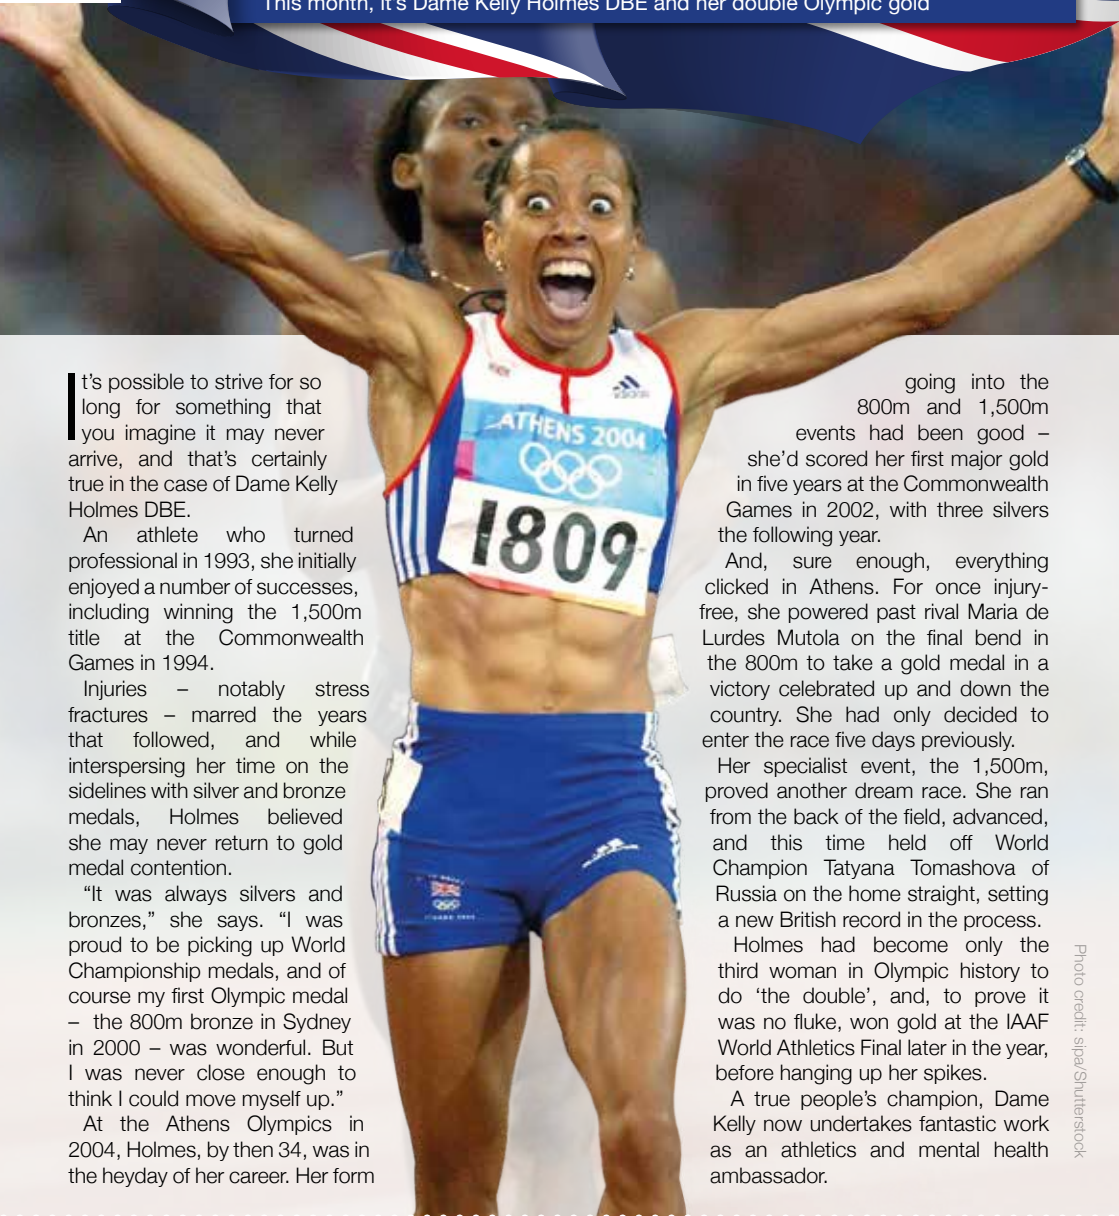 This month, it's Dame Kelly Holmes DBE and her double Olympic gold
adidas
ATHENS 2004
1809
It's possible to strive for so
long for something that
you imagine it may never
arrive, and that's certainly
true in the case of Dame Kelly
Holmes DBE.
An athlete who turned
professional in 1993, she initially
enjoyed a number of successes,
including winning the 1,500m
title at the Commonwealth
Games in 1994.
Injuries – notably stress
fractures – marred the years
that followed, and while
interspersing her time on the
sidelines with silver and bronze
medals, Holmes believed
she may never return to gold
medal contention.
“It was always silvers and
bronzes,” she says. “I was
proud to be picking up World
Championship medals, and of
course my first Olympic medal
– the 800m bronze in Sydney
in 2000 – was wonderful. But
I was never close enough to
think I could move myself up.”
At the Athens Olympics in
2004, Holmes, by then 34, was in
the heyday of her career. Her form
going into the
800m and 1,500m
events had been good –
she'd scored her first major gold
in five years at the Commonwealth
Games in 2002, with three silvers
the following year.
And, sure enough, everything
clicked in Athens. For once injury-
free, she powered past rival Maria de
Lurdes Mutola on the final bend in
the 800m to take a gold medal in a
victory celebrated up and down the
country. She had only decided to
enter the race five days previously.
Her specialist event, the 1,500m,
proved another dream race. She ran
from the back of the field, advanced,
and this time held off World
Champion Tatyana Tomashova of
Russia on the home straight, setting
a new British record in the process.
Holmes had become only the
third woman in Olympic history to
do ‘the double’, and, to prove it
was no fluke, won gold at the IAAF
World Athletics Final later in the year,
before hanging up her spikes.
A true people's champion, Dame
Kelly now undertakes fantastic work
as an athletics and mental health
ambassador.
Photo credit: sipa/Shutterstock